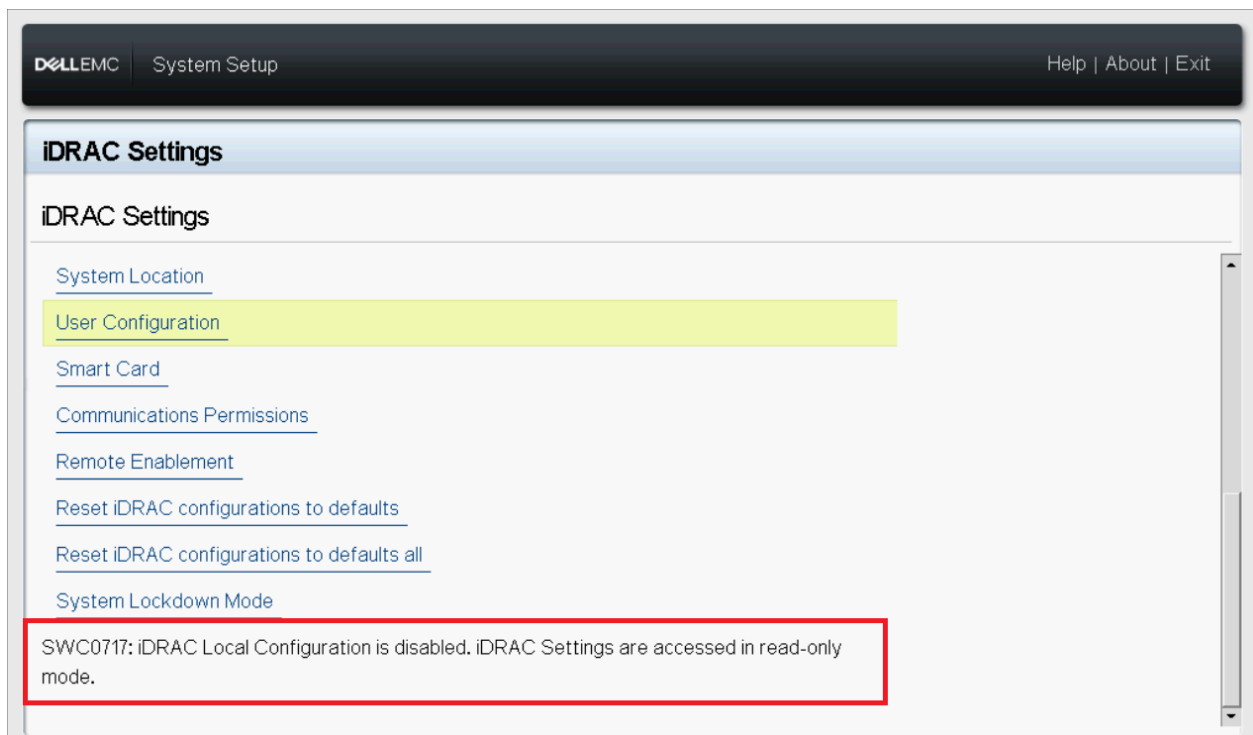 DELLEMC System Setup Help | About | Exit
iDRAC Settings
iDRAC Settings
System Location
User Configuration
Smart Card
Communications Permissions
Remote Enablement
Reset iDRAC configurations to defaults
Reset iDRAC configurations to defaults all
System Lockdown Mode
SWC0717: iDRAC Local Configuration is disabled. iDRAC Settings are accessed in read-only
mode.